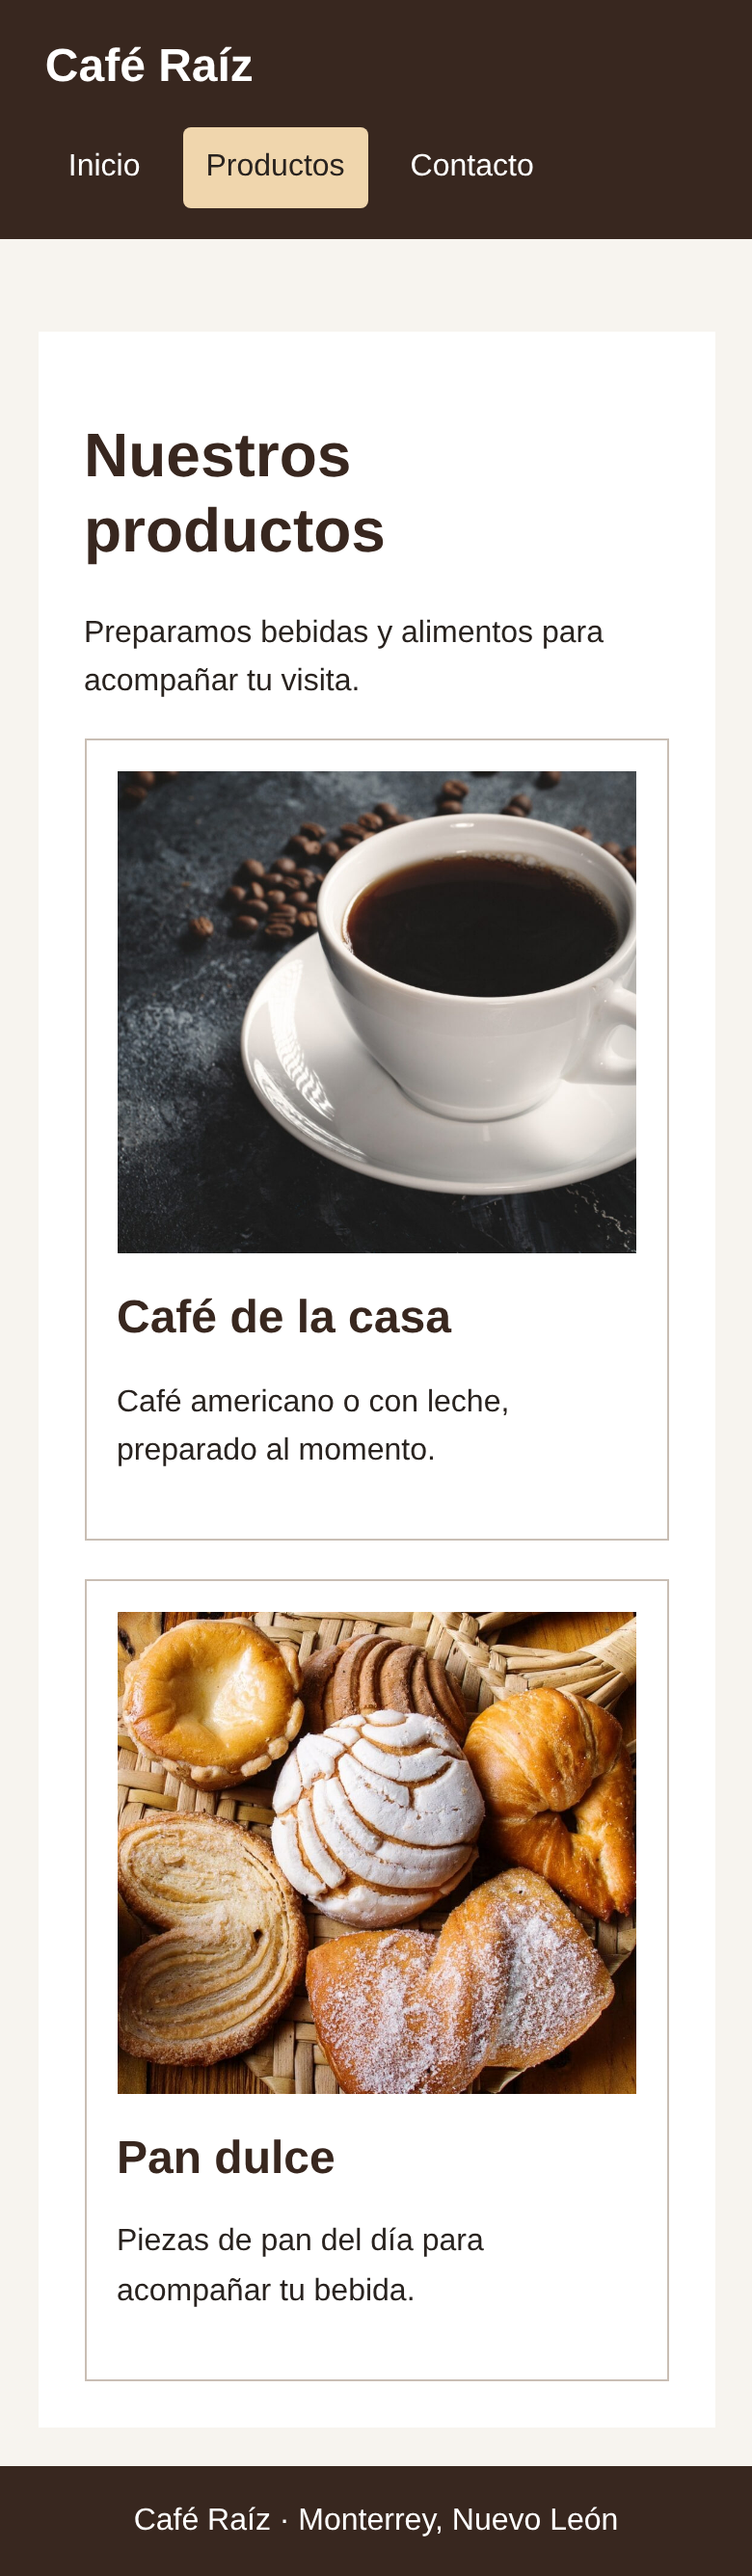 Café Raíz
Inicio Productos Contacto
Nuestros
productos
Preparamos bebidas y alimentos para
acompañar tu visita.
Café de la casa
Café americano o con leche,
preparado al momento.
Pan dulce
Piezas de pan del día para
acompañar tu bebida.
Café Raíz · Monterrey, Nuevo León